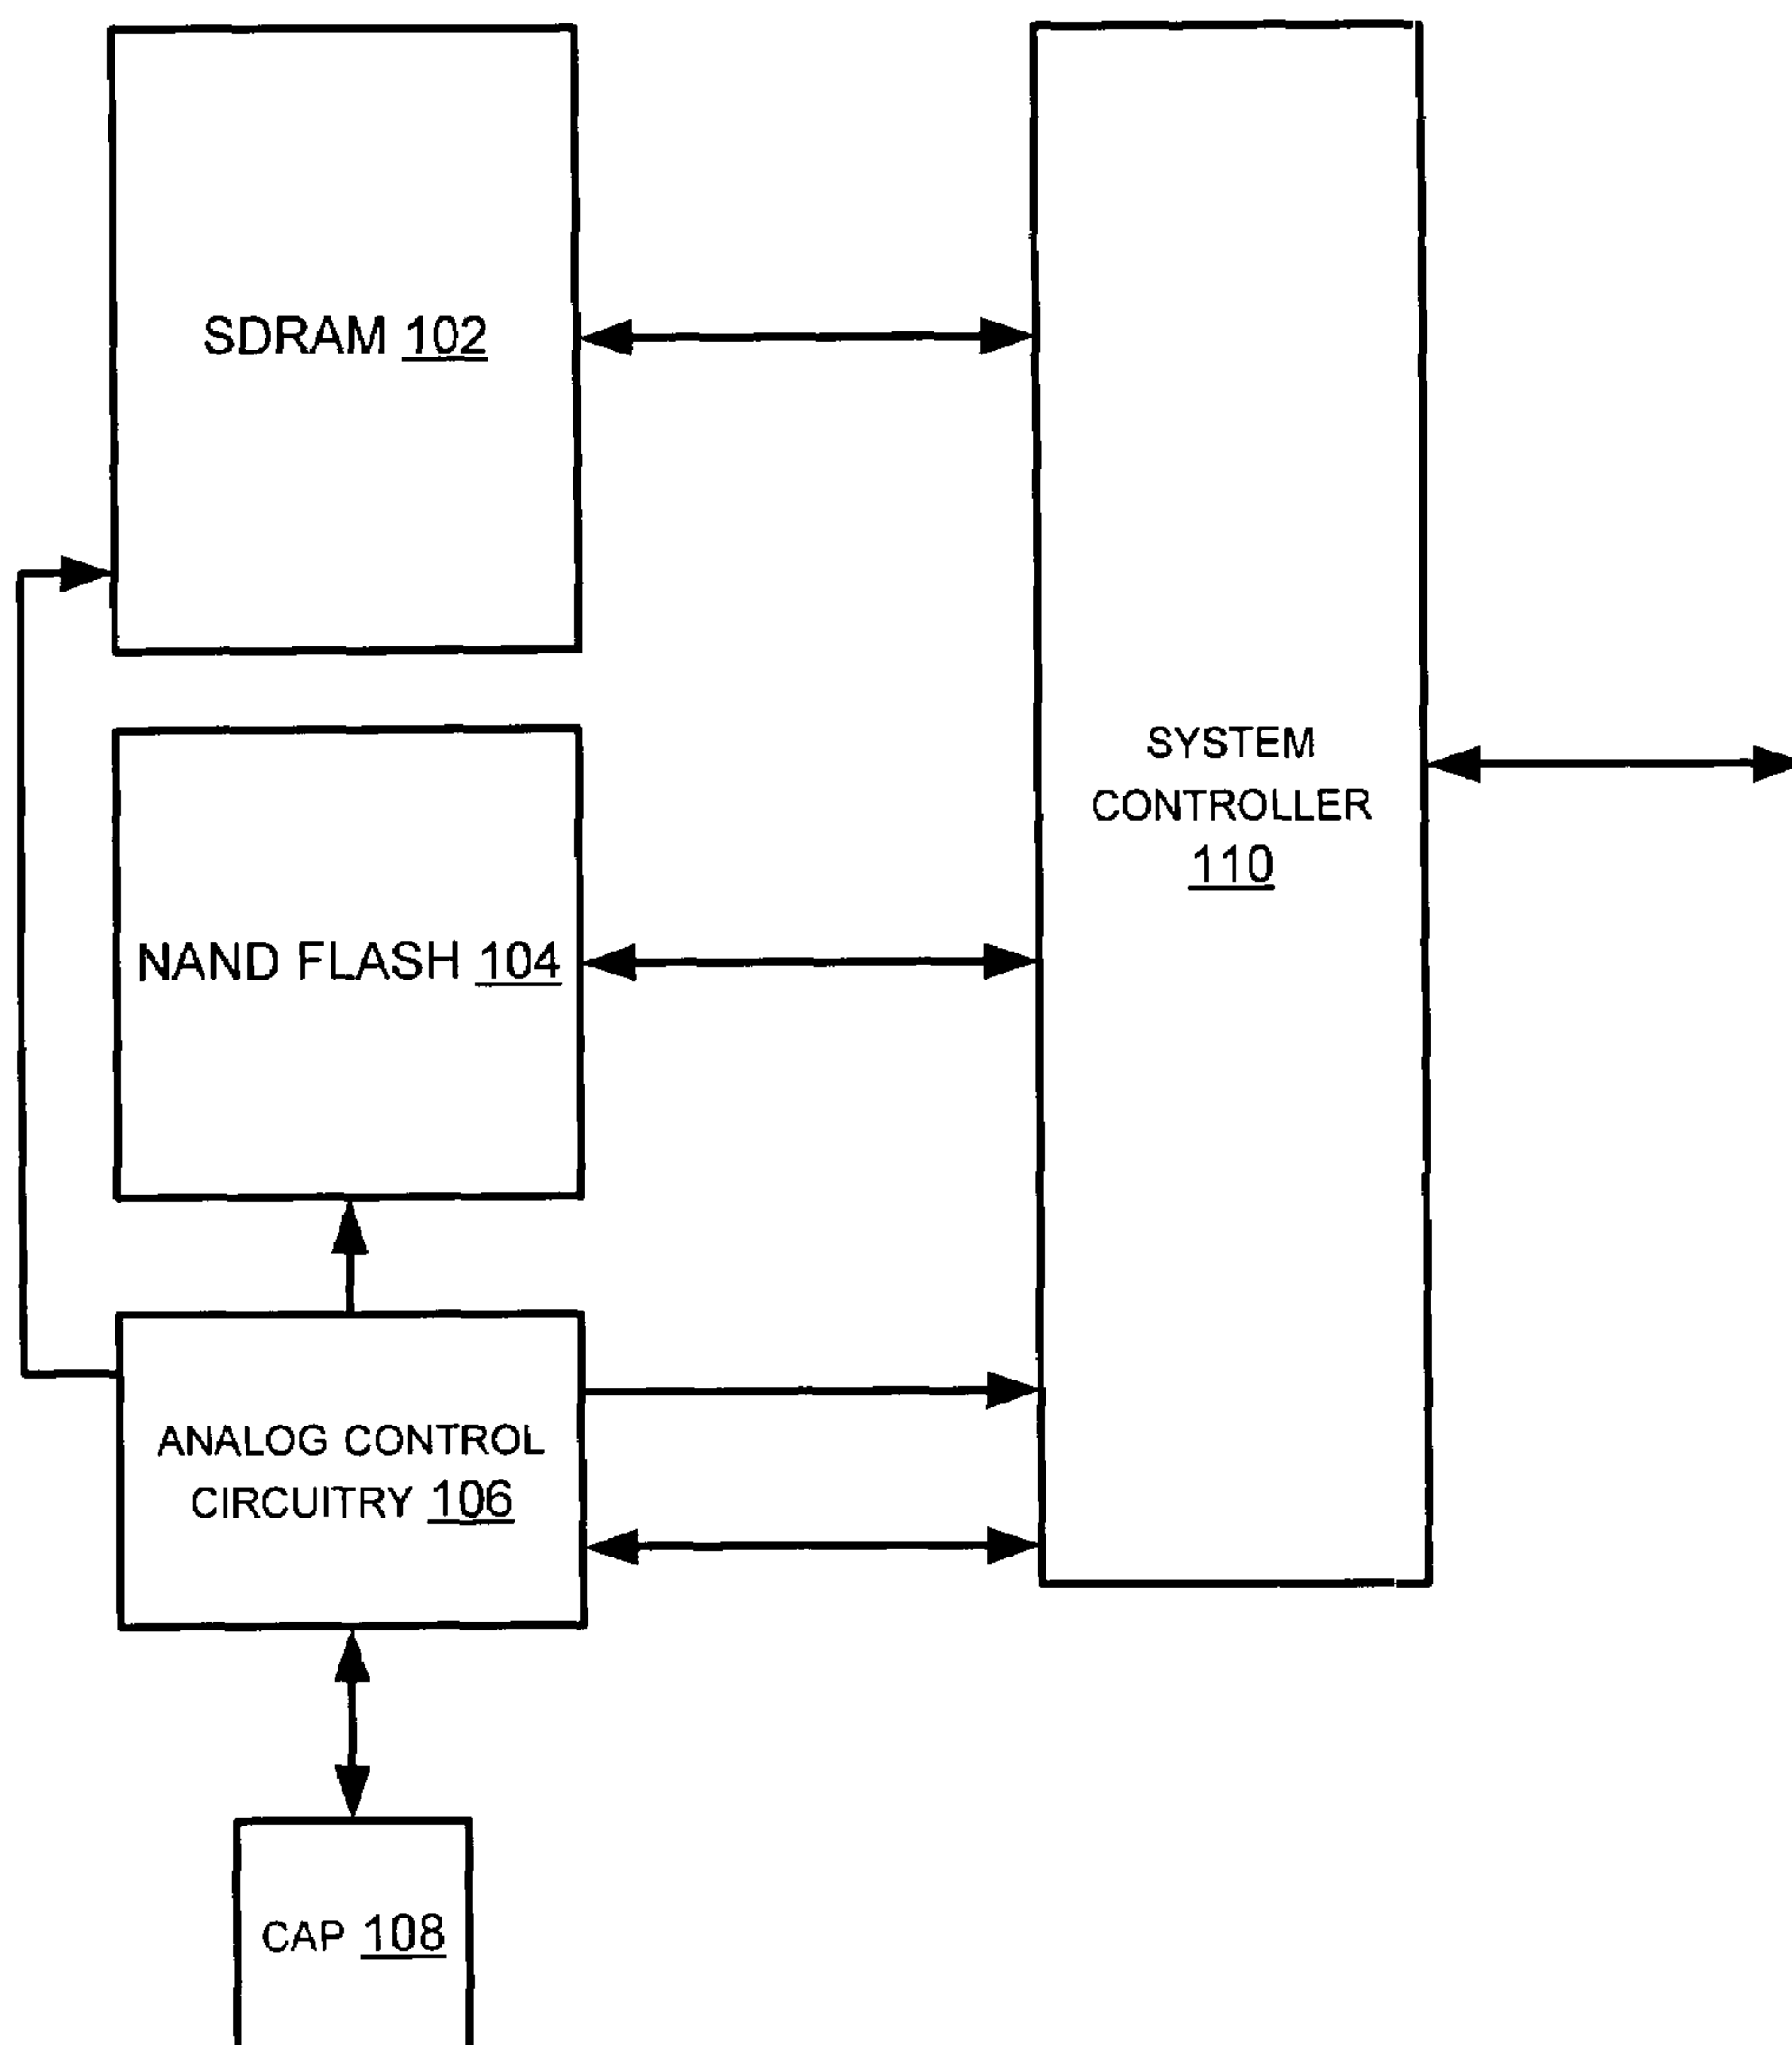 SDRAM 102
SYSTEM
CONTROLLER
110
NAND FLASH 104
ANALOG CONTROL
CIRCUITRY 106
CAP 108